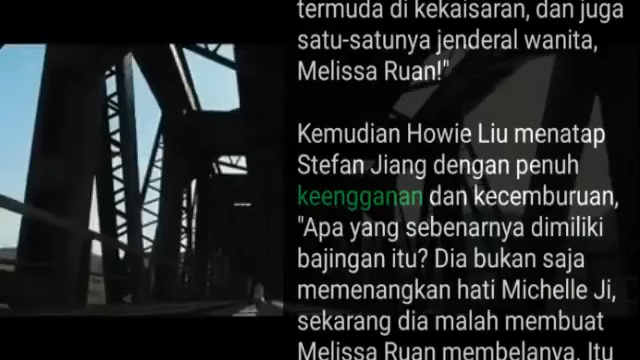 termuda di kekaisaran, dan juga
satu-satunya jenderal wanita,
Melissa Ruan!"
Kemudian Howie Liu menatap
Stefan Jiang dengan penuh
keengganan dan kecemburuan,
"Apa yang sebenarnya dimiliki
bajingan itu? Dia bukan saja
memenangkan hati Michelle Ji,
sekarang dia malah membuat
Melissa Ruan membelanya. Itu